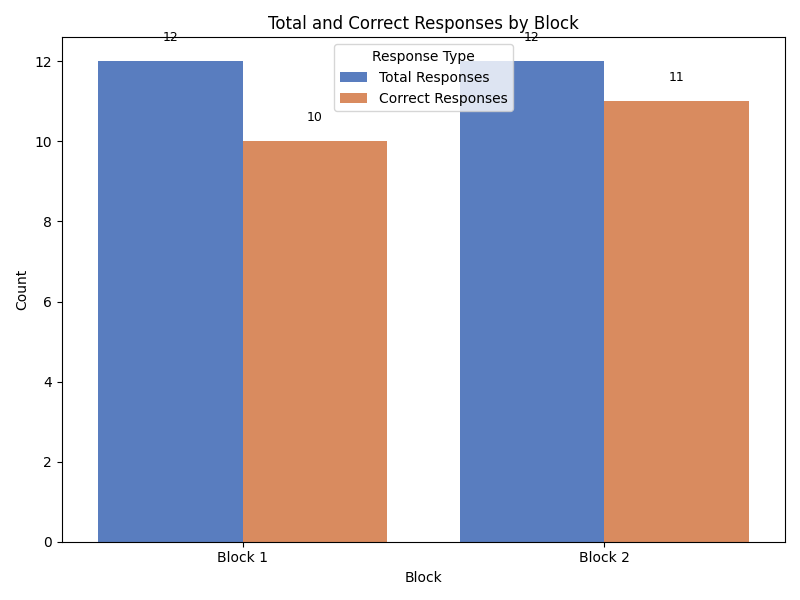 Total and Correct Responses by Block
12
12
Response Type
Total Responses
Correct Responses
11
10
12
10
8
6
4
2
0
Count
Block 1
Block 2
Block